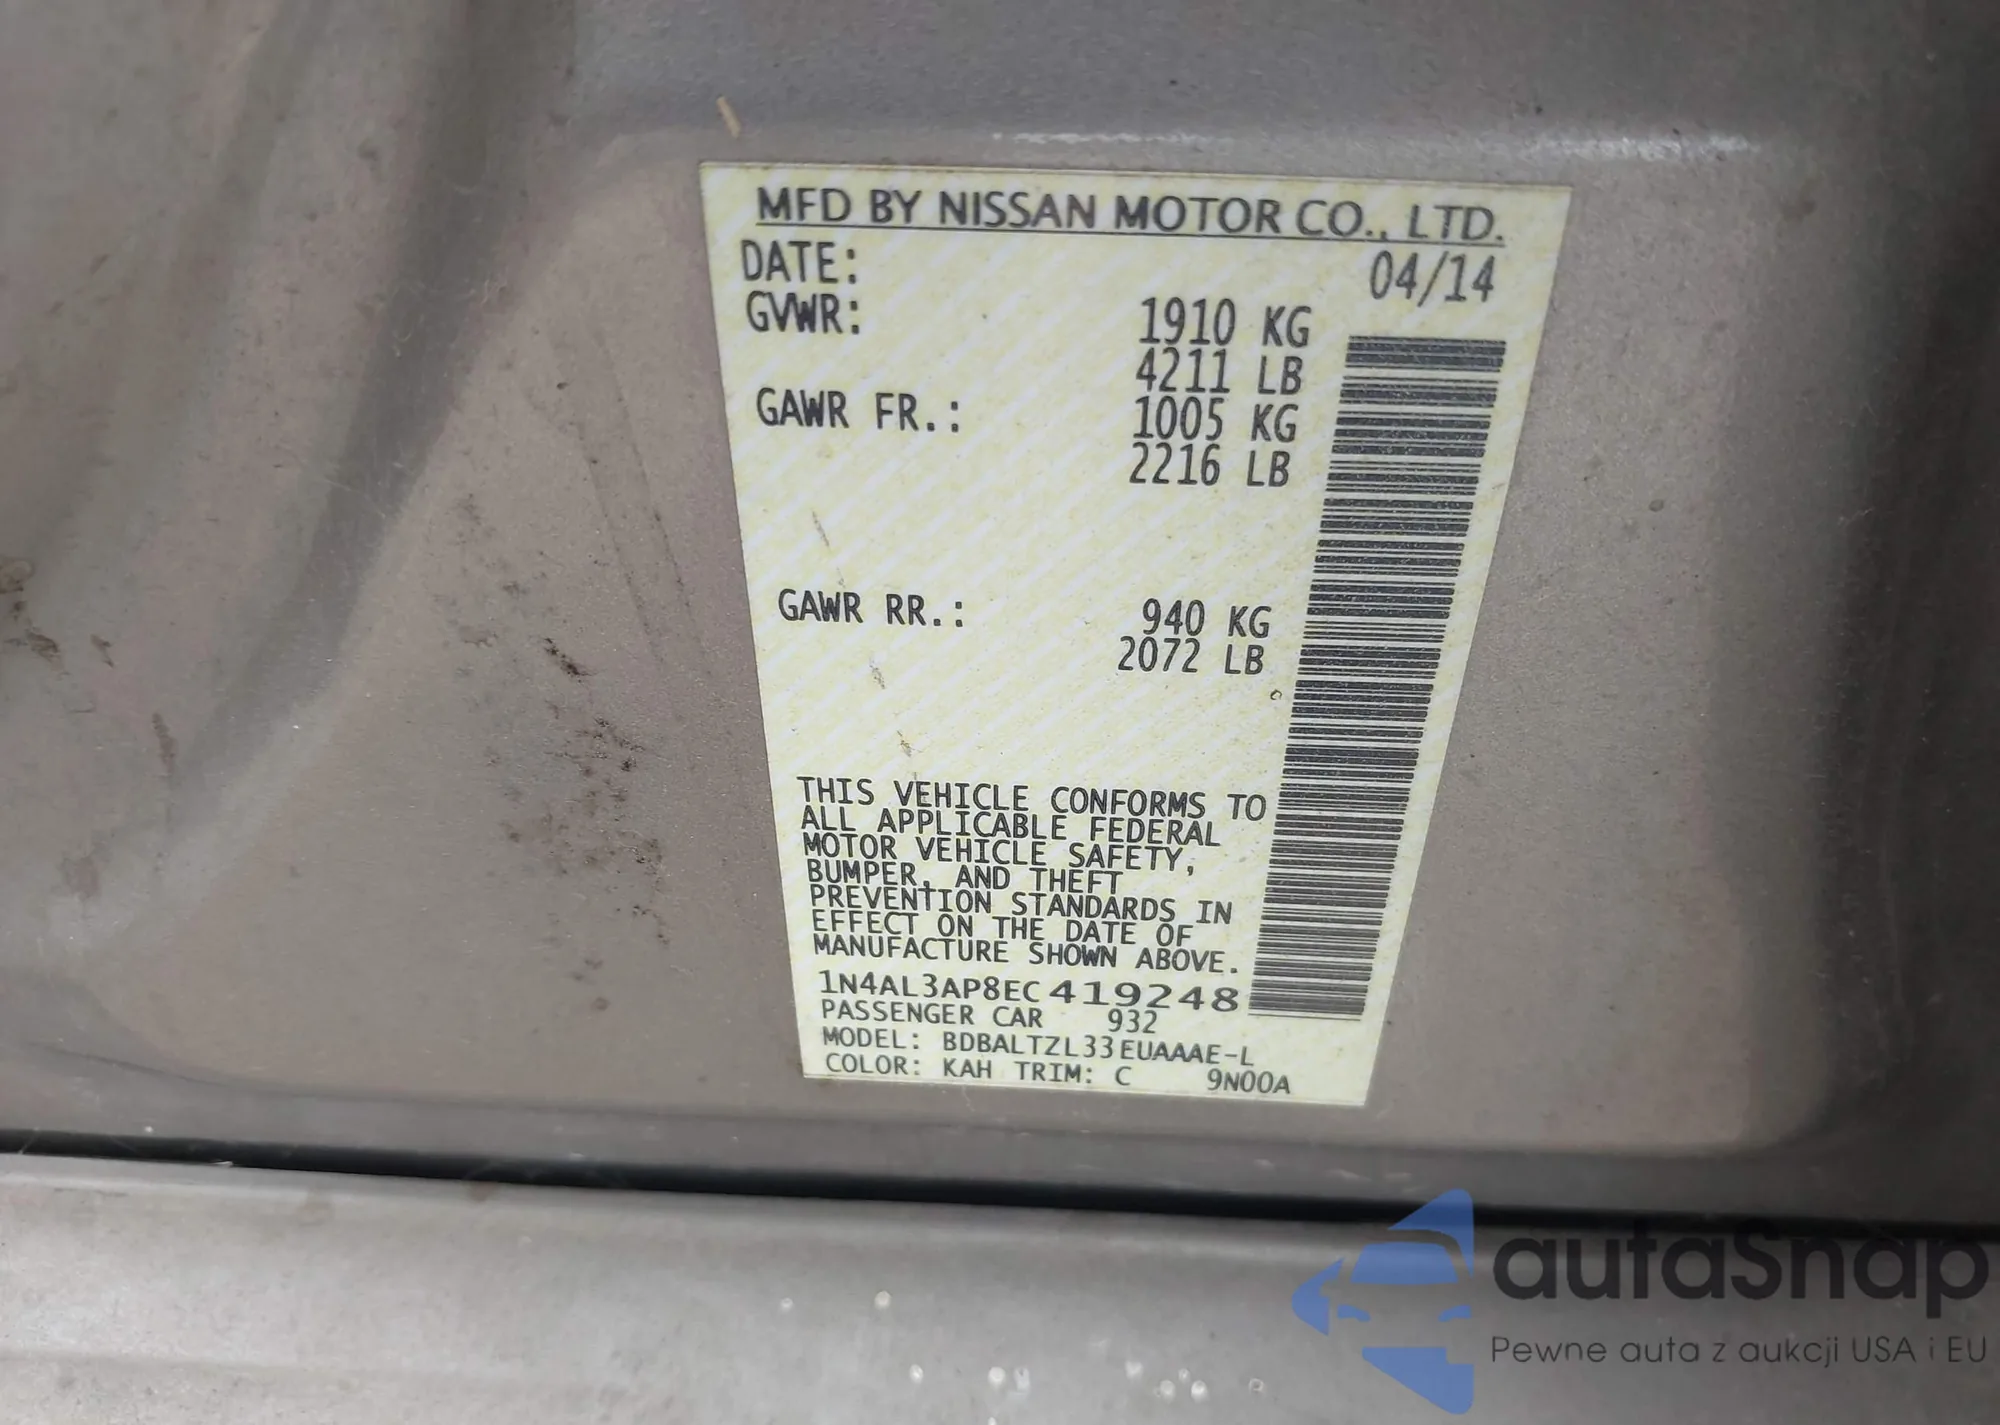 MFD BY NISSAN MOTOR CO., LTD.
DATE: 04/14
GVWR: 1910 KG
4211 LB
GAWR FR.: 1005 KG
2216 LB
GAWR RR.: 940 KG
2072 LB
THIS VEHICLE CONFORMS TO
ALL APPLICABLE FEDERAL
MOTOR VEHICLE SAFETY,
BUMPER, AND THEFT
PREVENTION STANDARDS IN
EFFECT ON THE DATE OF
MANUFACTURE SHOWN ABOVE.
1N4AL3AP8EC419248
PASSENGER CAR 932
MODEL: BDBALTZL33EUAAAE-L
COLOR: KAH TRIM: C 9N00A
autaSnap
Pewne auta z aukcji USA i EU